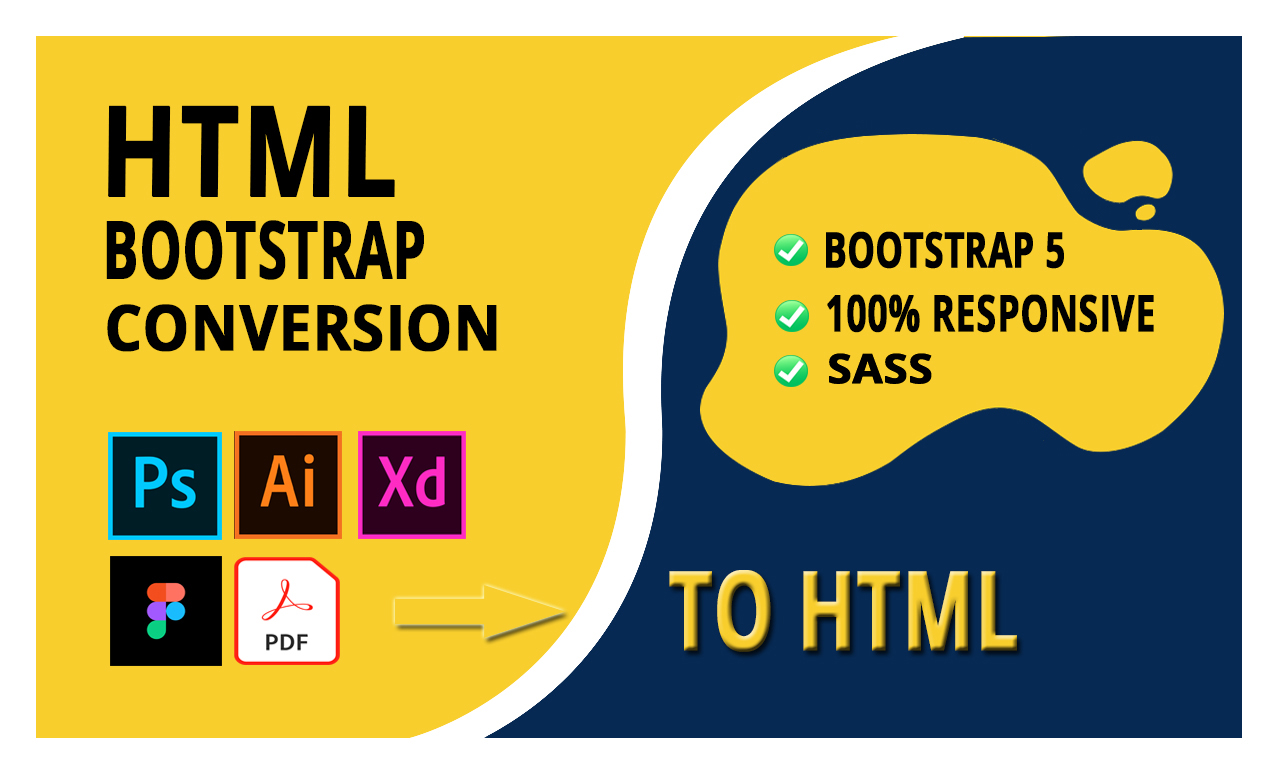 HTML
BOOTSTRAP
CONVERSION
Ps Ai Xd
PDF
BOOTSTRAP 5
100% RESPONSIVE
SASS
TO HTML